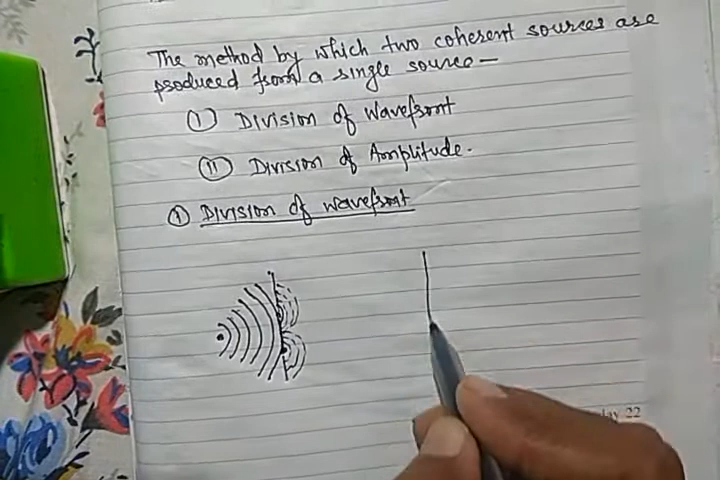 The method by which two coherent sources are
produced from a single source —
(I) Division of Wavefront
(II) Division of Amplitude.
(I) Division of wavefront
22